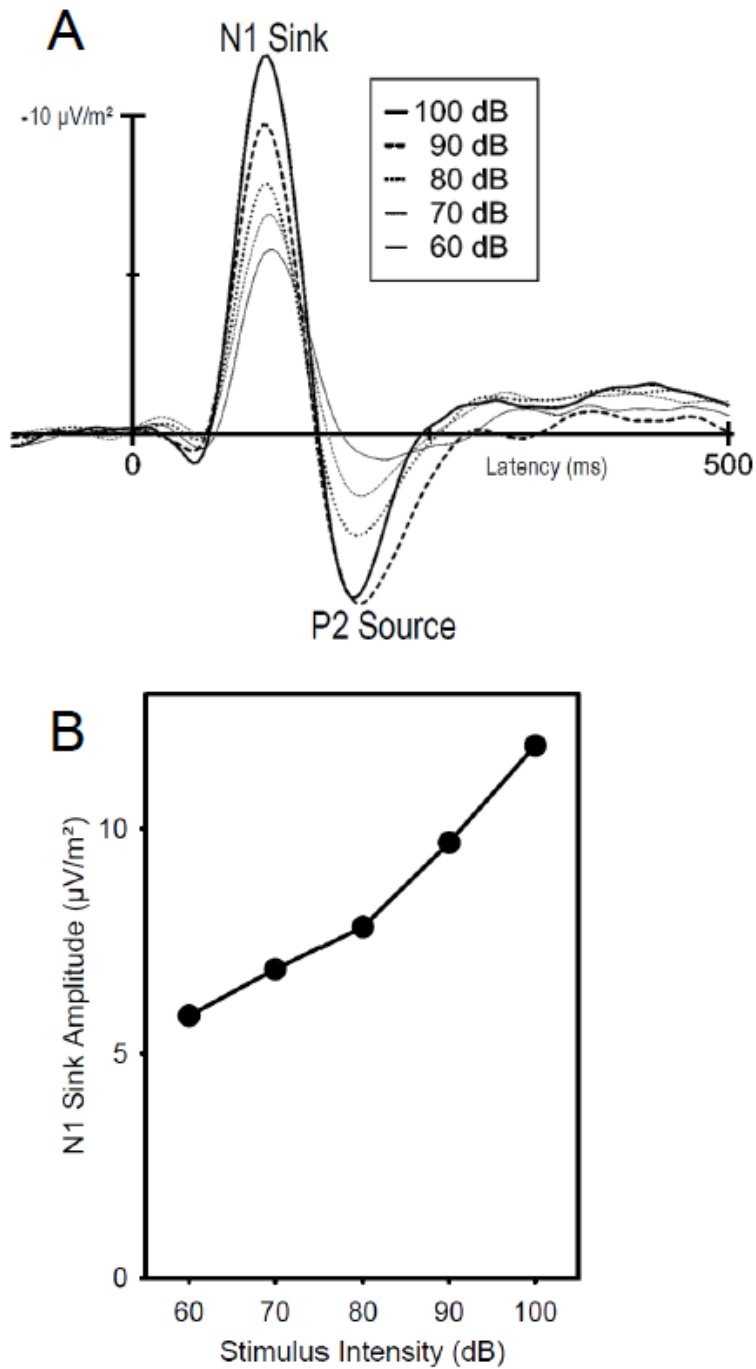 A
N1 Sink
-10 µV/m²
100 dB
90 dB
80 dB
70 dB
60 dB
0
Latency (ms)
500
P2 Source
B
N1 Sink Amplitude (µV/m²)
10
5
0
60 70 80 90 100
Stimulus Intensity (dB)